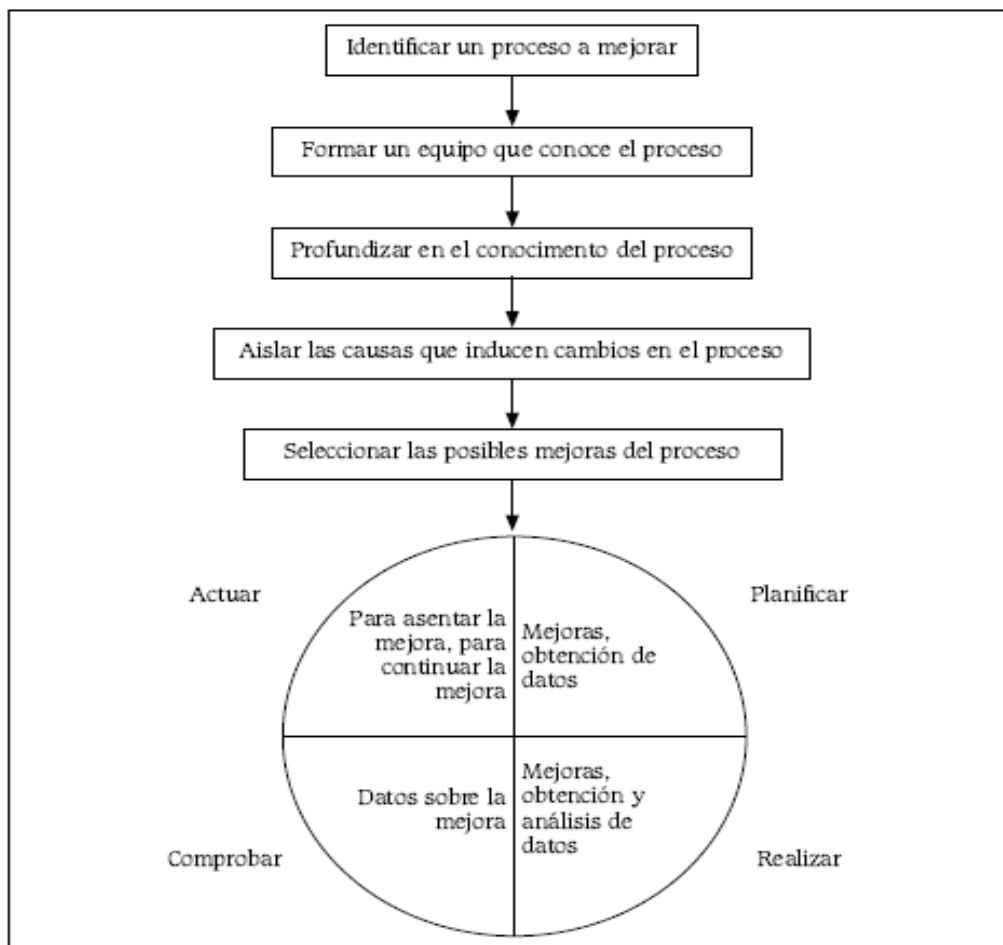 Identificar un proceso a mejorar
Formar un equipo que conoce el proceso
Profundizar en el conocimento del proceso
Aislar las causas que inducen cambios en el proceso
Seleccionar las posibles mejoras del proceso
Actuar
Planificar
Para asentar la
mejora, para
continuar la
mejora
Mejoras,
obtención de
datos
Datos sobre la
mejora
Mejoras,
obtención y
análisis de
datos
Comprobar
Realizar